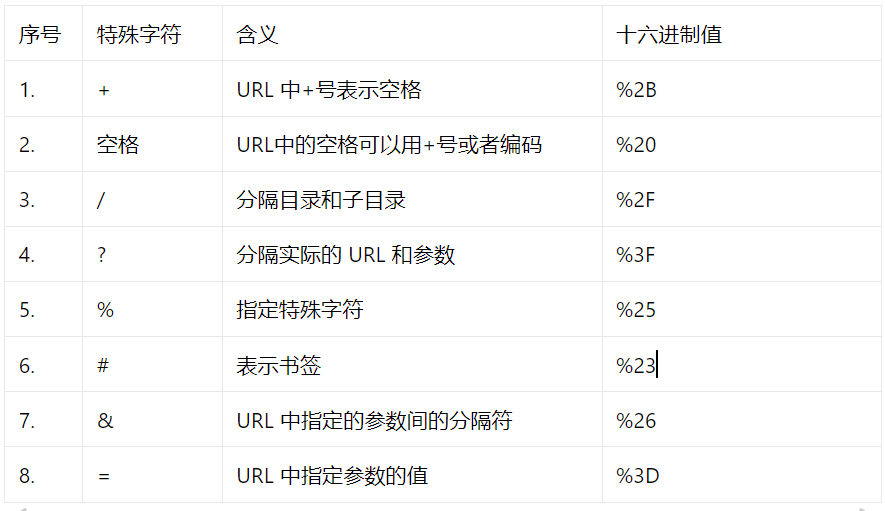 序号 特殊字符 含义 十六进制值
1. + URL 中+号表示空格 %2B
2. 空格 URL中的空格可以用+号或者编码 %20
3. / 分隔目录和子目录 %2F
4. ? 分隔实际的 URL 和参数 %3F
5. % 指定特殊字符 %25
6. # 表示书签 %23
7. & URL 中指定的参数间的分隔符 %26
8. = URL 中指定参数的值 %3D